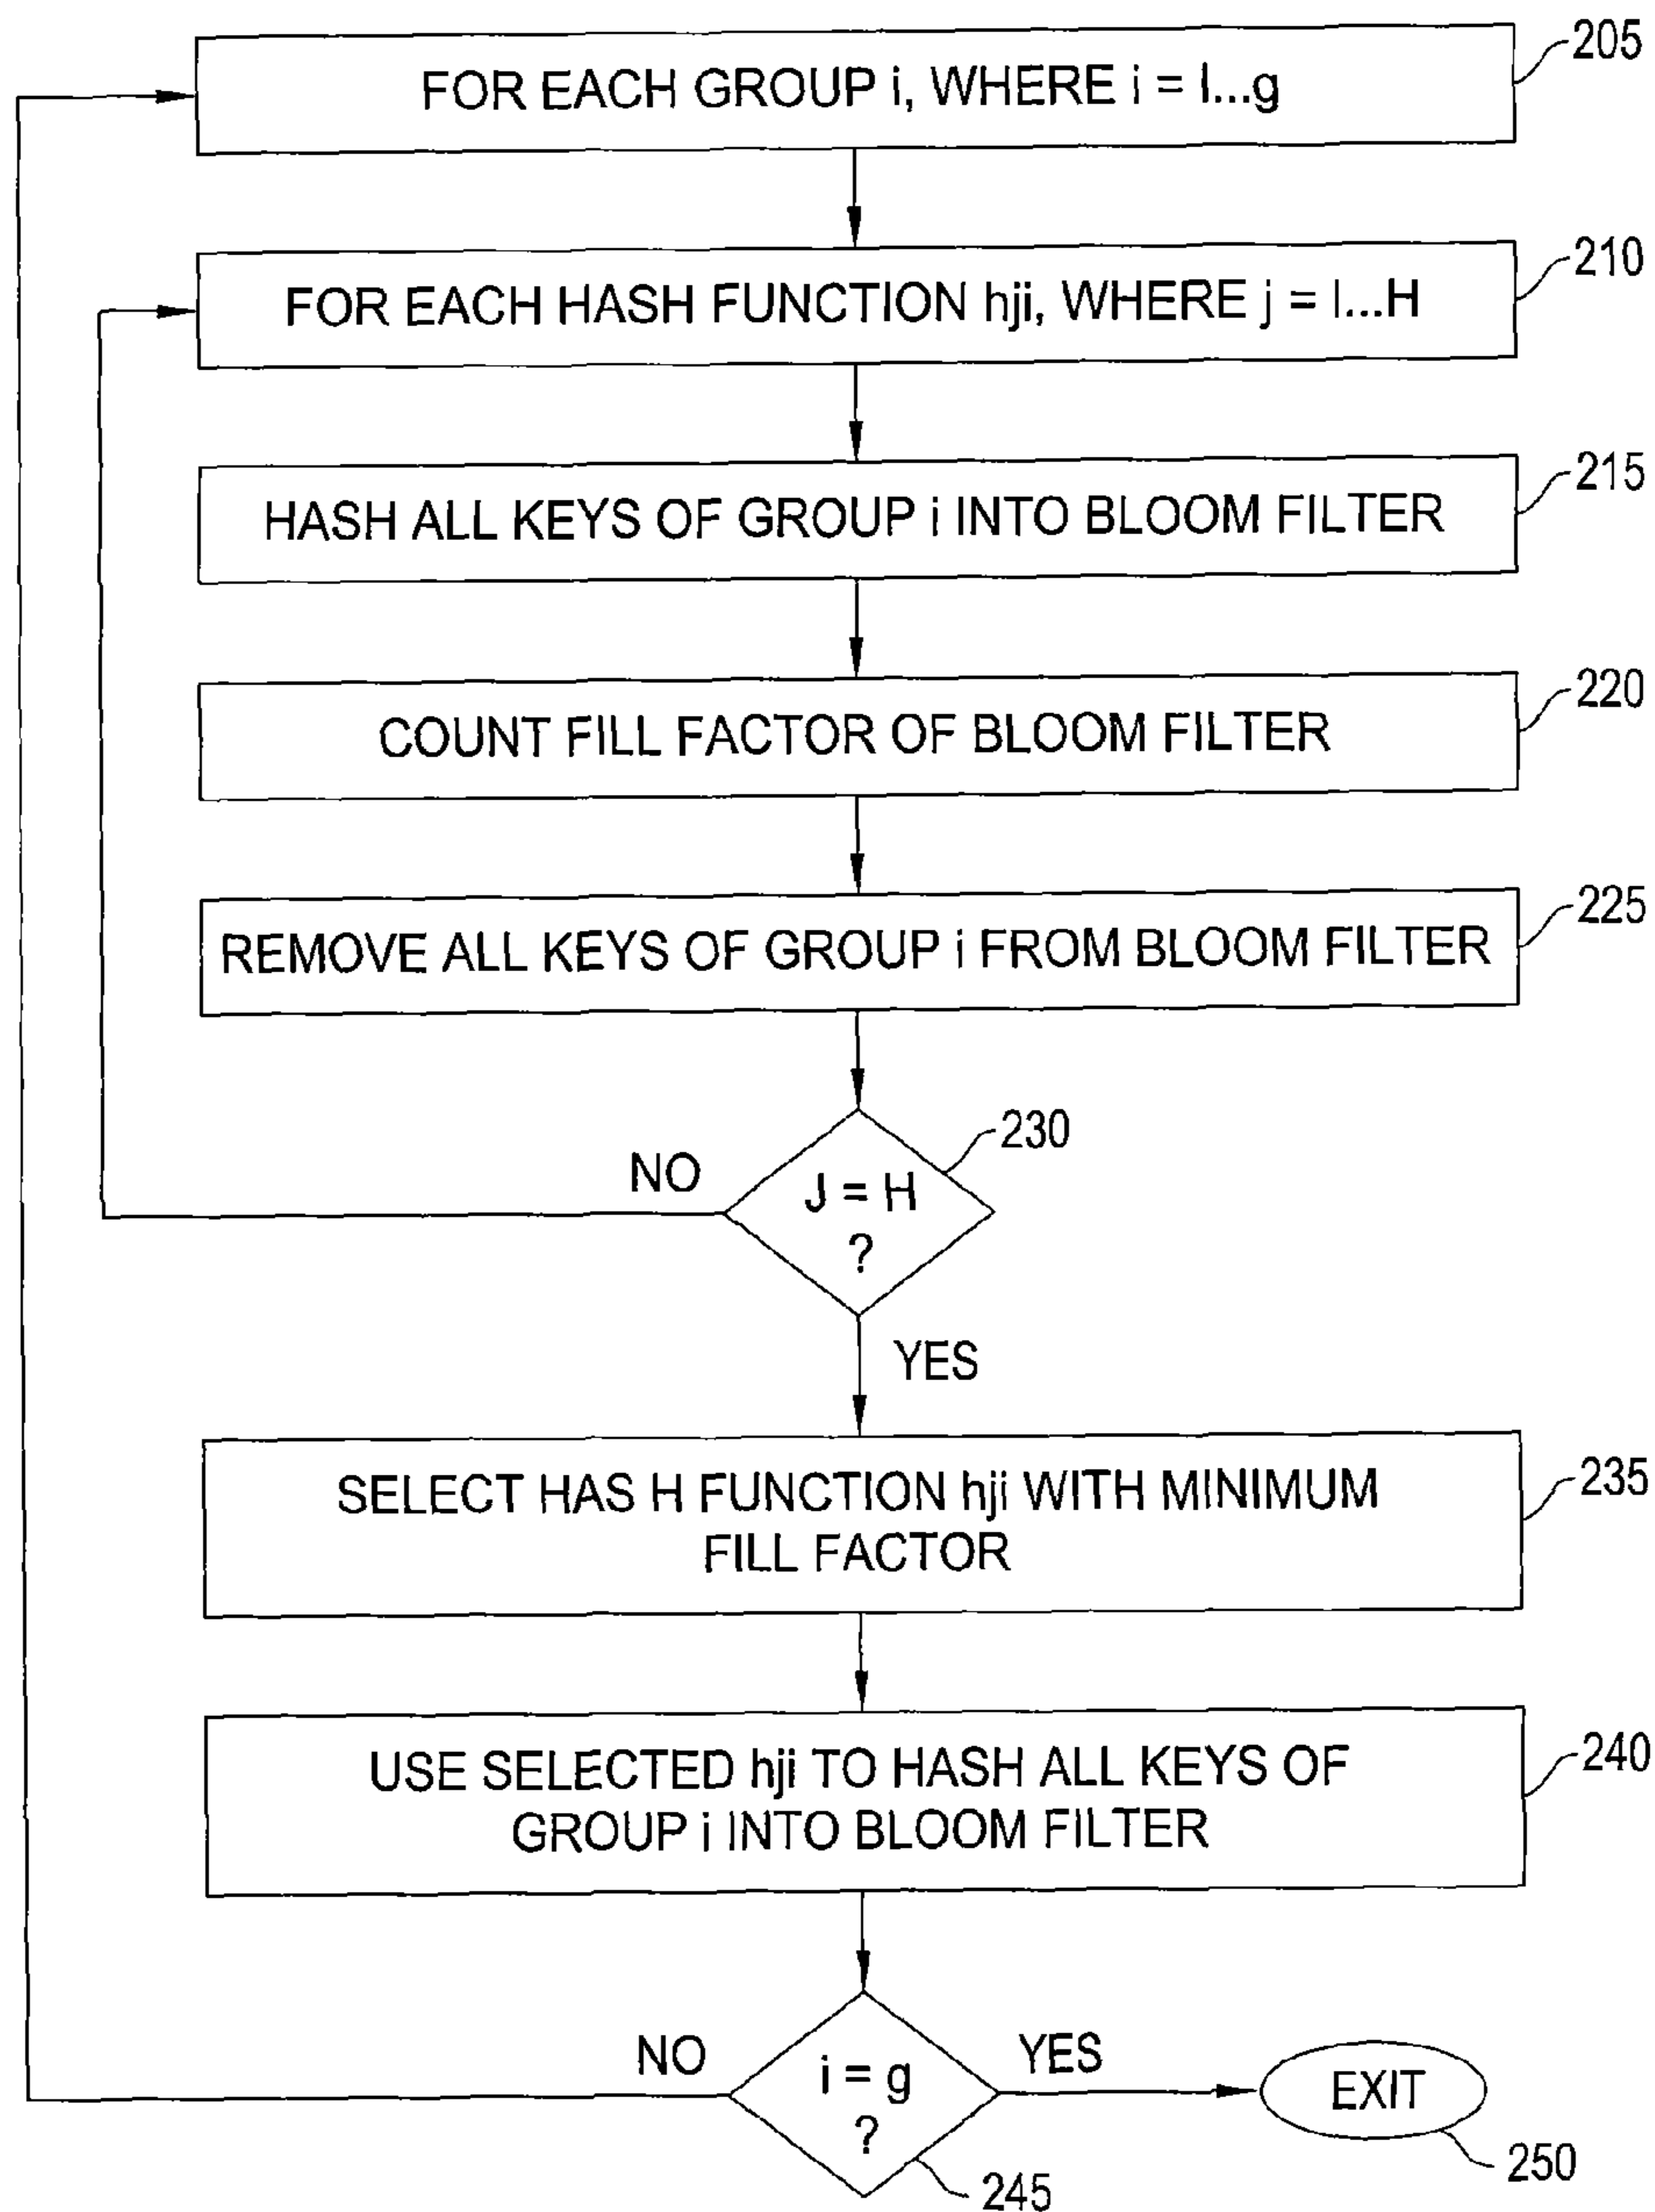 FOR EACH GROUP i, WHERE i = I...g
205
FOR EACH HASH FUNCTION hji, WHERE j = I...H
210
HASH ALL KEYS OF GROUP i INTO BLOOM FILTER
215
COUNT FILL FACTOR OF BLOOM FILTER
220
REMOVE ALL KEYS OF GROUP i FROM BLOOM FILTER
225
J = H
?
230
NO
YES
SELECT HAS H FUNCTION hji WITH MINIMUM
FILL FACTOR
235
USE SELECTED hji TO HASH ALL KEYS OF
GROUP i INTO BLOOM FILTER
240
NO
i = g
?
YES
EXIT
245
250